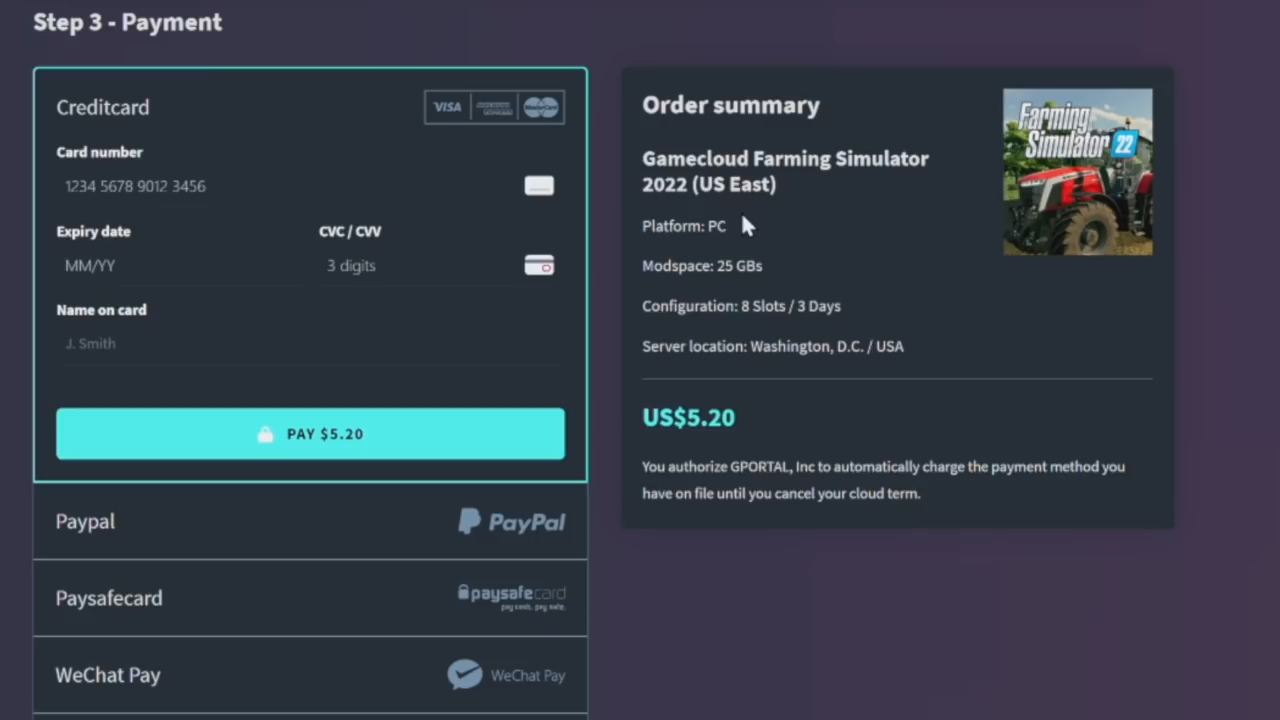 Step 3 - Payment
Creditcard
VISA
Card number
1234 5678 9012 3456
Expiry date
CVC / CVV
MM/YY
3 digits
Name on card
J. Smith
PAY $5.20
Paypal
PayPal
Paysafecard
paysafecard
pay cash. pay safe.
WeChat Pay
WeChat Pay
Order summary
Gamecloud Farming Simulator
2022 (US East)
Platform: PC
Modspace: 25 GBs
Configuration: 8 Slots / 3 Days
Server location: Washington, D.C. / USA
US$5.20
You authorize GPORTAL, Inc to automatically charge the payment method you
have on file until you cancel your cloud term.
Farming
Simulator 22